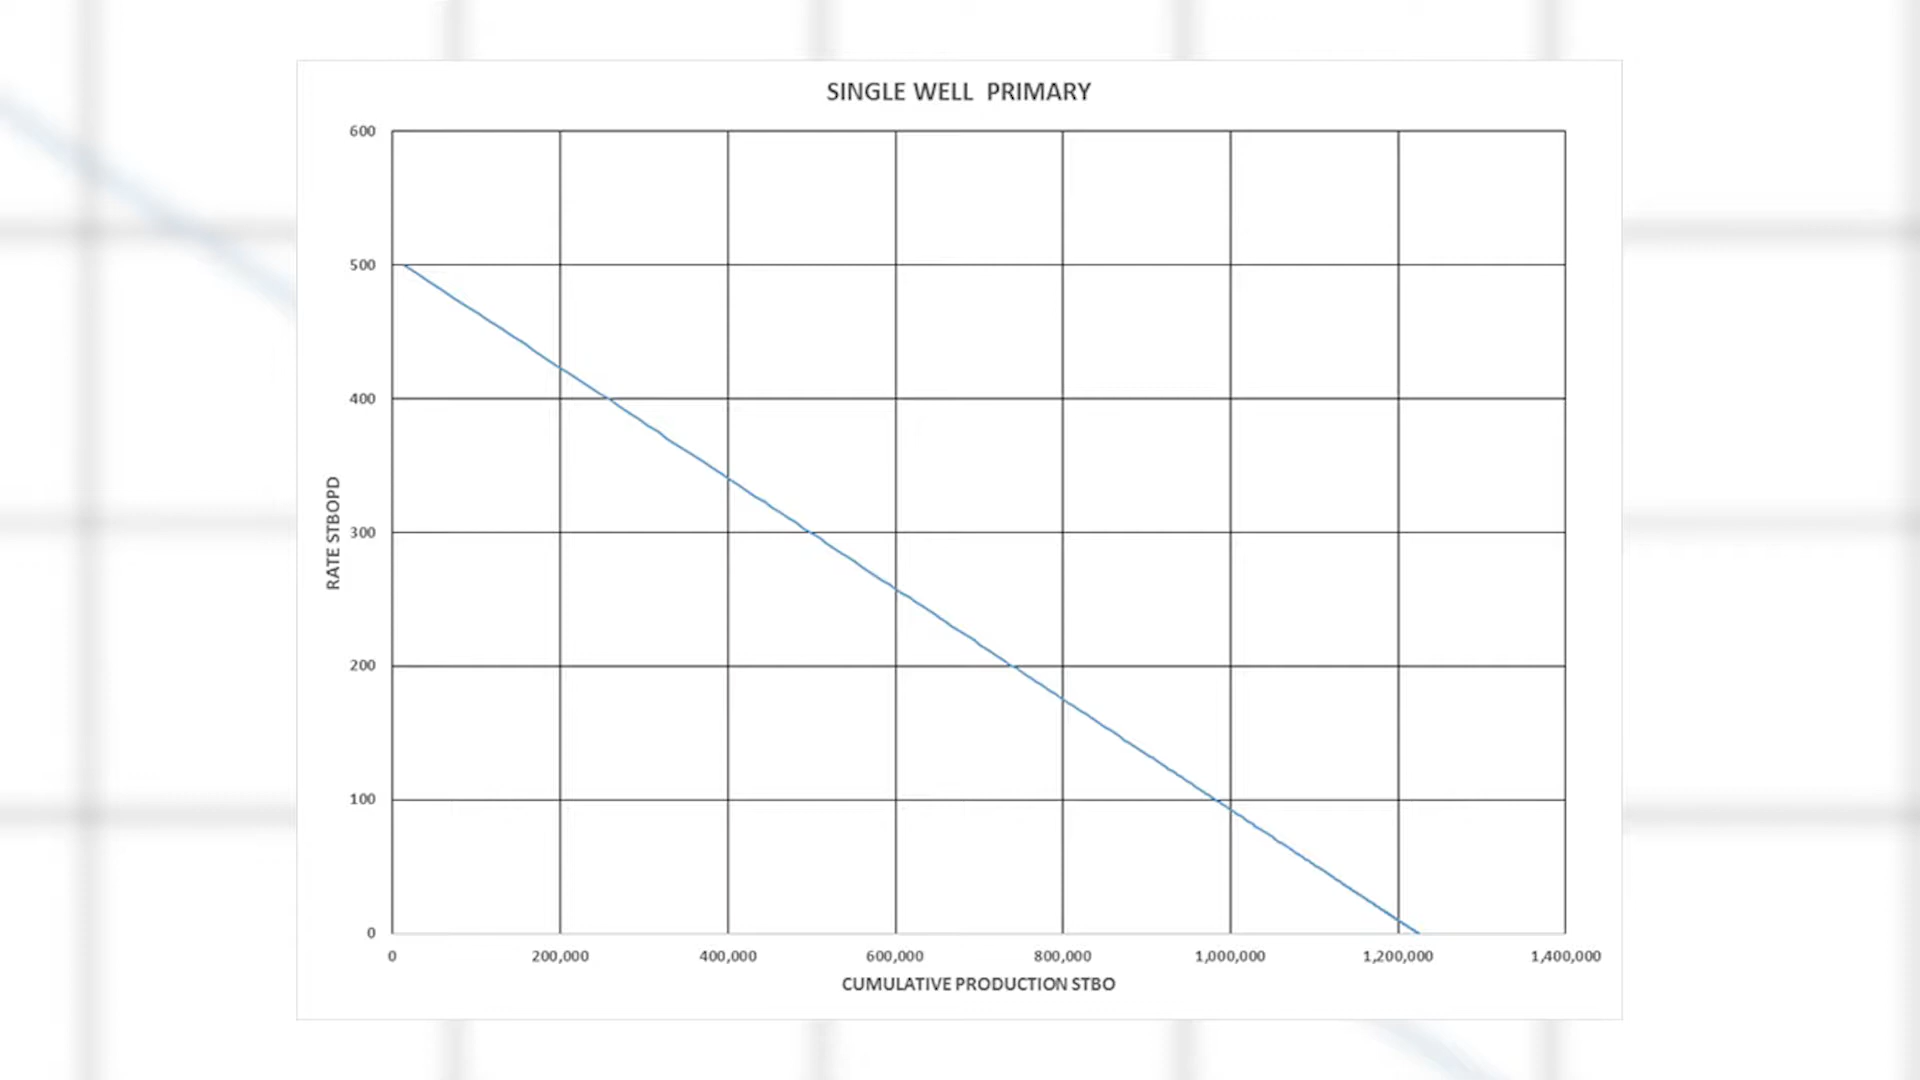 SINGLE WELL PRIMARY
600
500
400
300
200
100
0
RATE STBOPD
0 200,000 400,000 600,000 800,000 1,000,000 1,200,000 1,400,000
CUMULATIVE PRODUCTION STBO